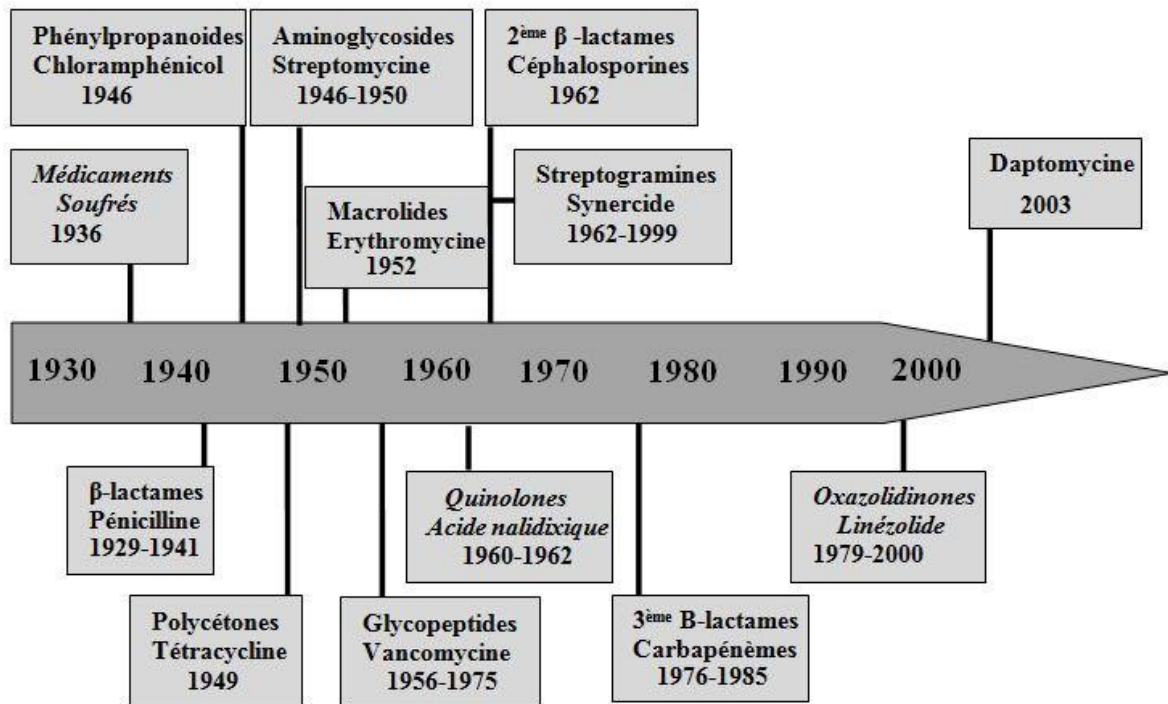 Phénylpropanoides
Chloramphénicol
1946
Aminoglycosides
Streptomycine
1946-1950
2ème β -lactames
Céphalosporines
1962
Médicaments
Soufrés
1936
Macrolides
Erythromycine
1952
Streptogramines
Synercide
1962-1999
Daptomycine
2003
1930 1940 1950 1960 1970 1980 1990 2000
β-lactames
Pénicilline
1929-1941
Quinolones
Acide nalidixique
1960-1962
Oxazolidinones
Linézolide
1979-2000
Polycétones
Tétracycline
1949
Glycopeptides
Vancomycine
1956-1975
3ème B-lactames
Carbapénèmes
1976-1985